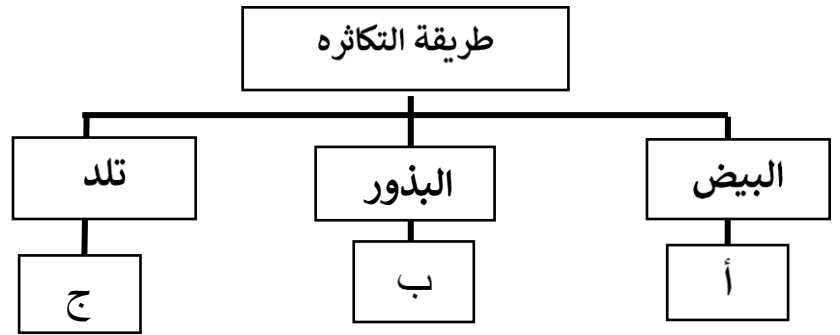 طريقة التكاثره
البيض
البذور
تلد
أ
ب
ج